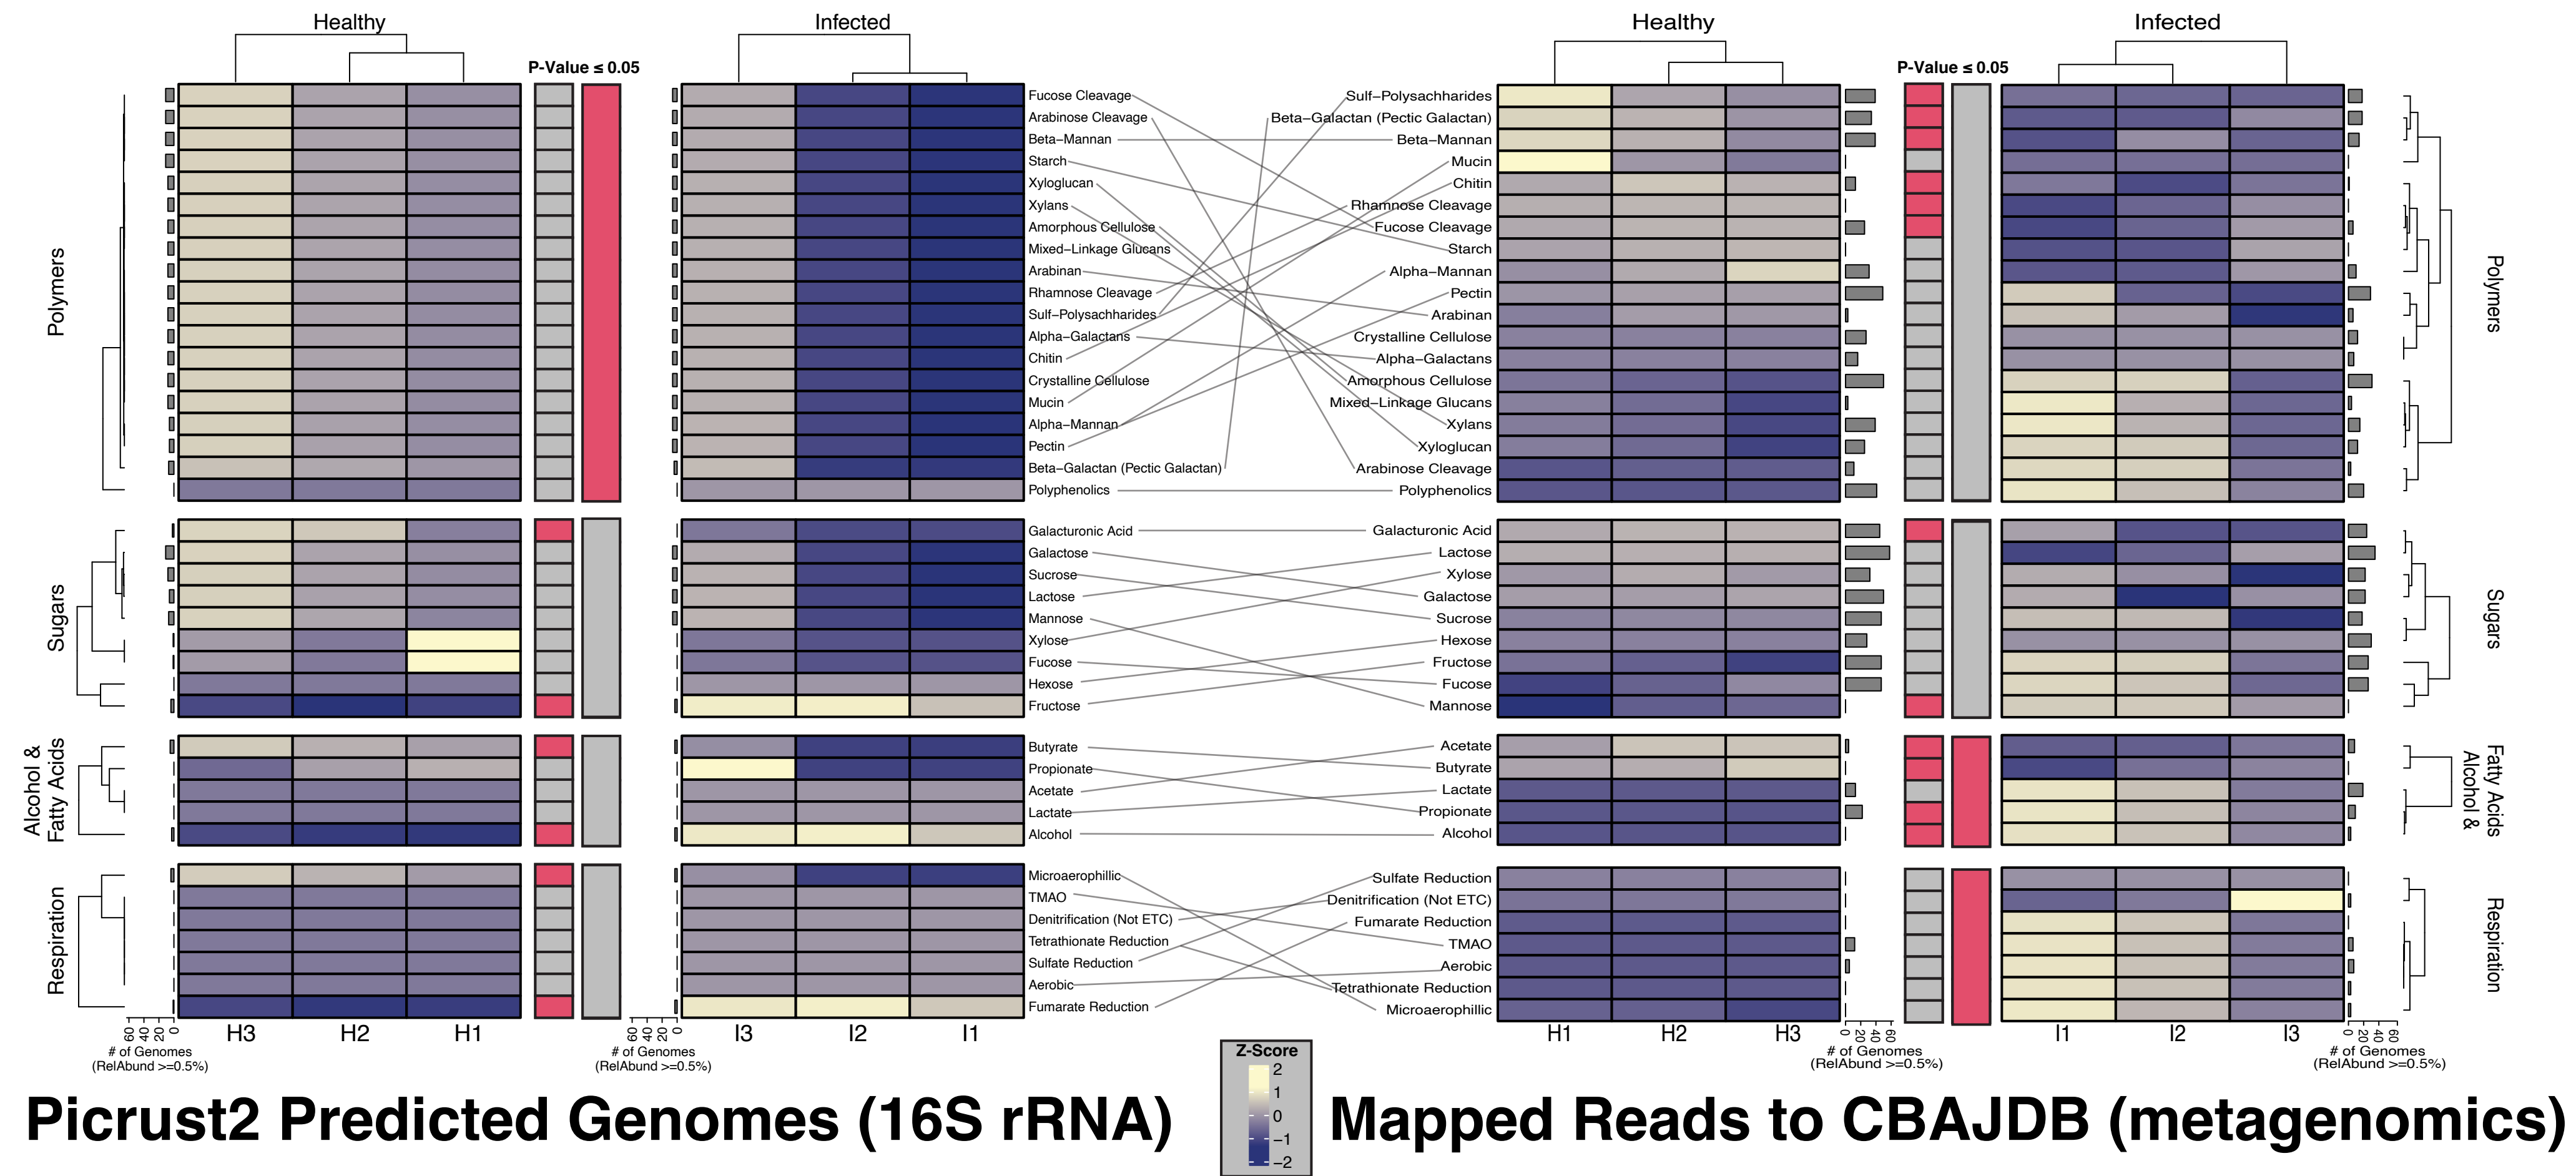 Healthy
Infected
Healthy
Infected
P-Value ≤ 0.05
P-Value ≤ 0.05
Polymers
Sugars
Alcohol &
Fatty Acids
Respiration
Fucose Cleavage
Arabinose Cleavage
Beta−Mannan
Starch
Xyloglucan
Xylans
Amorphous Cellulose
Mixed−Linkage Glucans
Arabinan
Rhamnose Cleavage
Sulf−Polysachharides
Alpha−Galactans
Chitin
Crystalline Cellulose
Mucin
Alpha−Mannan
Pectin
Beta−Galactan (Pectic Galactan)
Polyphenolics
Galacturonic Acid
Galactose
Sucrose
Lactose
Mannose
Xylose
Fucose
Hexose
Fructose
Butyrate
Propionate
Acetate
Lactate
Alcohol
Microaerophillic
TMAO
Denitrification (Not ETC)
Tetrathionate Reduction
Sulfate Reduction
Aerobic
Fumarate Reduction
Sulf−Polysachharides
Beta−Galactan (Pectic Galactan)
Beta−Mannan
Mucin
Chitin
Rhamnose Cleavage
Fucose Cleavage
Starch
Alpha−Mannan
Pectin
Arabinan
Crystalline Cellulose
Alpha−Galactans
Amorphous Cellulose
Mixed−Linkage Glucans
Xylans
Xyloglucan
Arabinose Cleavage
Polyphenolics
Galacturonic Acid
Lactose
Xylose
Galactose
Sucrose
Hexose
Fructose
Fucose
Mannose
Acetate
Butyrate
Lactate
Propionate
Alcohol
Sulfate Reduction
Denitrification (Not ETC)
Fumarate Reduction
TMAO
Aerobic
Tetrathionate Reduction
Microaerophillic
Polymers
Sugars
Fatty Acids
Alcohol &
Respiration
60 40 20 0
H3 H2 H1
60 40 20 0
I3 I2 I1
H1 H2 H3
0 20 40 60
I1 I2 I3
0 20 40 60
# of Genomes
(RelAbund >=0.5%)
# of Genomes
(RelAbund >=0.5%)
# of Genomes
(RelAbund >=0.5%)
# of Genomes
(RelAbund >=0.5%)
Z-Score
2
1
0
−1
−2
Picrust2 Predicted Genomes (16S rRNA)
Mapped Reads to CBAJDB (metagenomics)